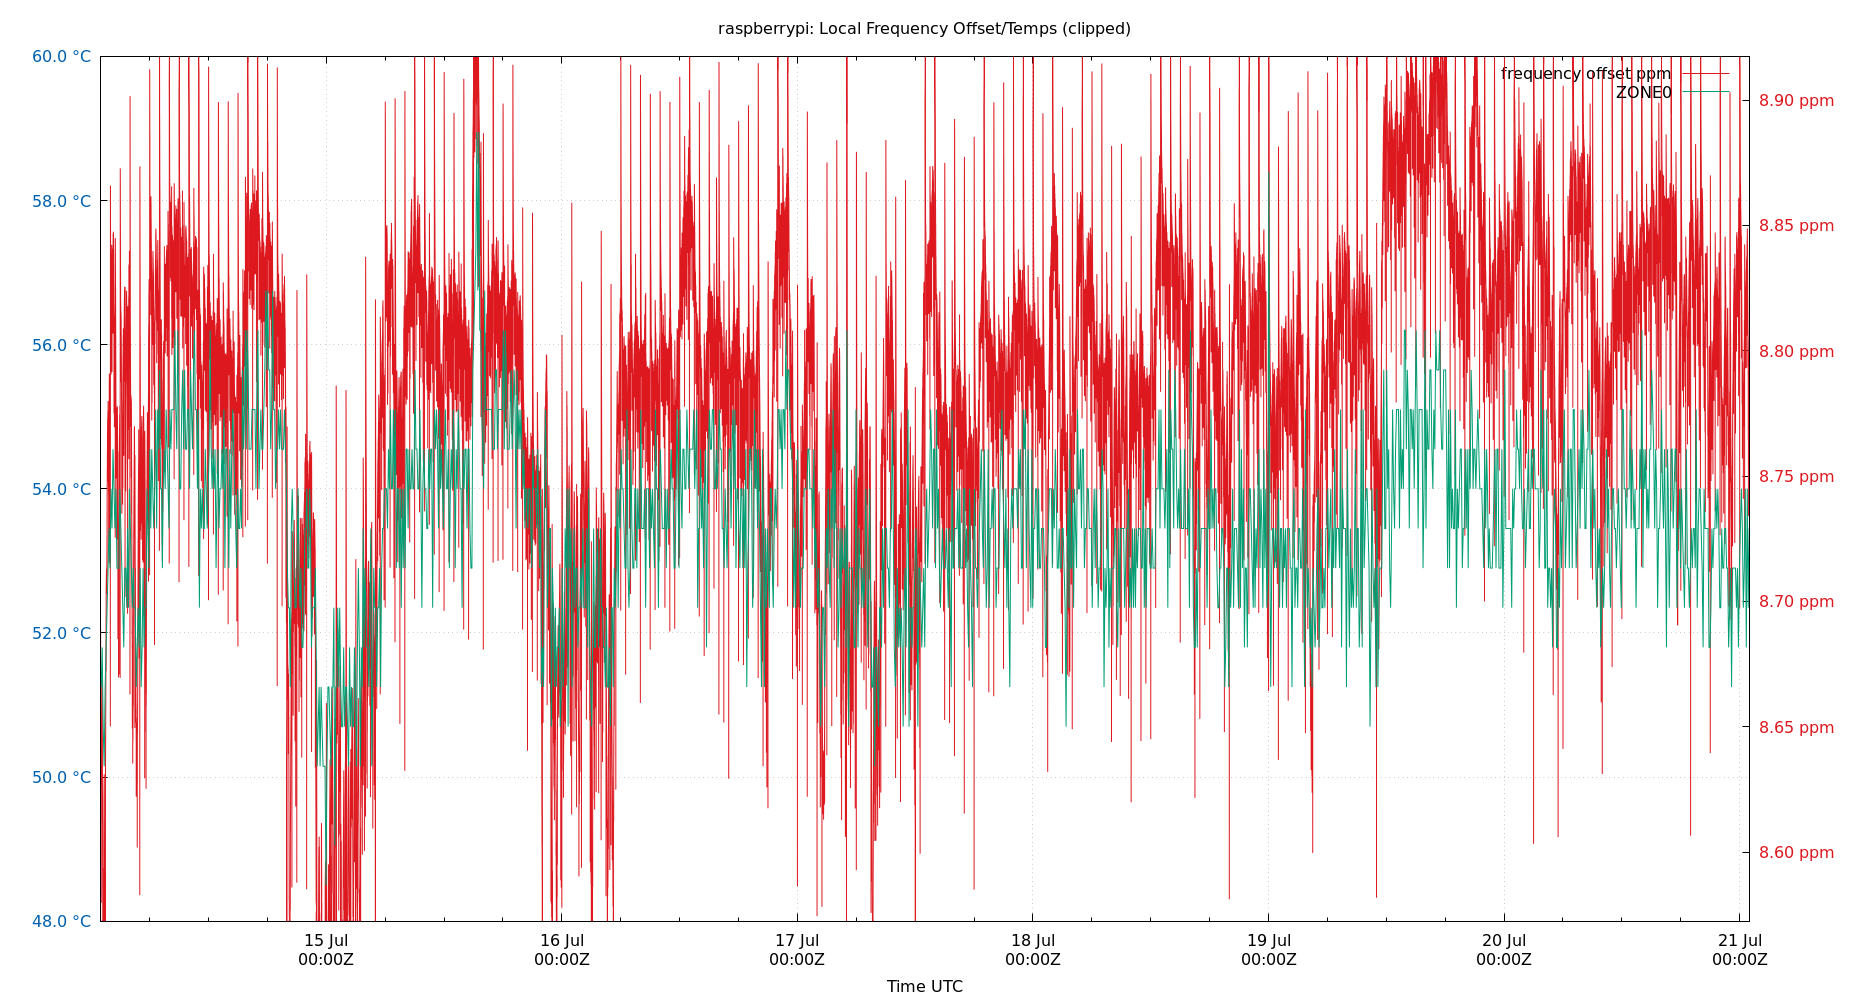 raspberrypi: Local Frequency Offset/Temps (clipped)
60.0 °C
58.0 °C
56.0 °C
54.0 °C
52.0 °C
50.0 °C
48.0 °C
frequency offset ppm
ZONE0
8.90 ppm
8.85 ppm
8.80 ppm
8.75 ppm
8.70 ppm
8.65 ppm
8.60 ppm
15 Jul 16 Jul 17 Jul 18 Jul 19 Jul 20 Jul 21 Jul
00:00Z 00:00Z 00:00Z 00:00Z 00:00Z 00:00Z 00:00Z
Time UTC